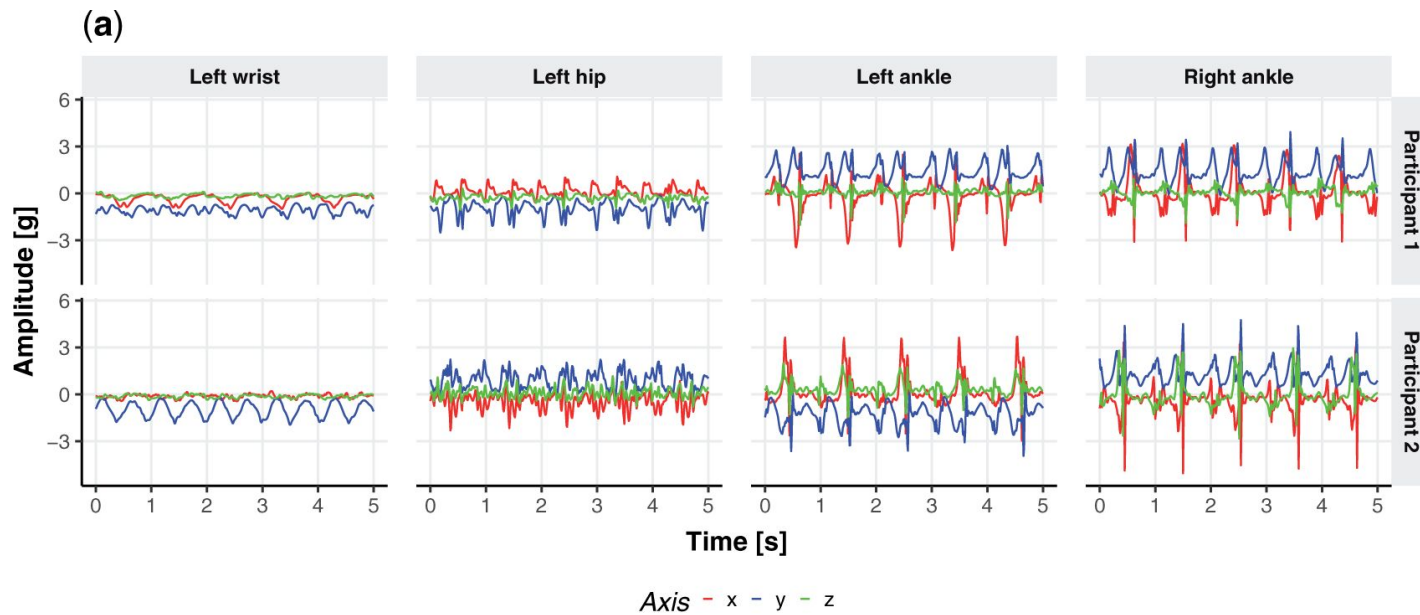 (a)
Left wrist Left hip Left ankle Right ankle
6
3
0
−3
Participant 1
6
3
0
−3
Participant 2
Amplitude [g]
0 1 2 3 4 5 0 1 2 3 4 5 0 1 2 3 4 5 0 1 2 3 4 5
Time [s]
Axis x y z